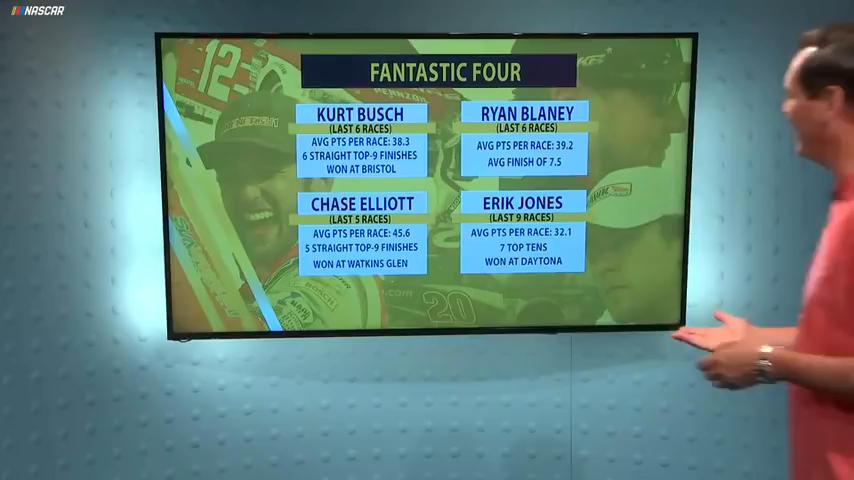 NASCAR
FANTASTIC FOUR
KURT BUSCH
(LAST 6 RACES)
AVG PTS PER RACE: 38.3
6 STRAIGHT TOP-9 FINISHES
WON AT BRISTOL
RYAN BLANEY
(LAST 6 RACES)
AVG PTS PER RACE: 39.2
AVG FINISH OF 7.5
CHASE ELLIOTT
(LAST 5 RACES)
AVG PTS PER RACE: 45.6
5 STRAIGHT TOP-9 FINISHES
WON AT WATKINS GLEN
ERIK JONES
(LAST 9 RACES)
AVG PTS PER RACE: 32.1
7 TOP TENS
WON AT DAYTONA
12
20
BOSCH